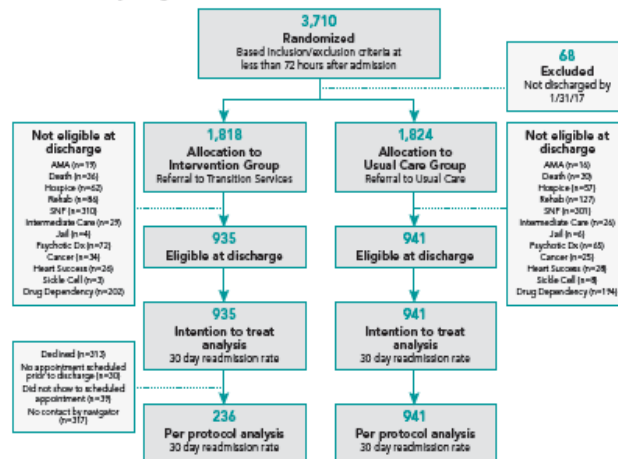 3,710
Randomized
Based inclusion/exclusion criteria at
less than 72 hours after admission
68
Excluded
Not discharged by
1/31/17
Not eligible at
discharge
AMA (n=19)
Death (n=26)
Hospice (n=62)
Rehab (n=86)
SNF (n=310)
Intermediate Care (n=29)
Jail (n=4)
Psychotic Dx (n=72)
Cancer (n=34)
Heart Success (n=26)
Sickle Cell (n=3)
Drug Dependency (n=202)
1,818
Allocation to
Intervention Group
Referral to Transition Services
1,824
Allocation to
Usual Care Group
Referral to Usual Care
Not eligible at
discharge
AMA (n=16)
Death (n=20)
Hospice (n=57)
Rehab (n=127)
SNF (n=301)
Intermediate Care (n=26)
Jail (n=6)
Psychotic Dx (n=65)
Cancer (n=25)
Heart Success (n=28)
Sickle Cell (n=8)
Drug Dependency (n=194)
935
Eligible at discharge
941
Eligible at discharge
935
Intention to treat
analysis
30 day readmission rate
941
Intention to treat
analysis
30 day readmission rate
Declined (n=313)
No appointment scheduled
prior to discharge (n=30)
Did not show to scheduled
appointment (n=39)
No contact by navigator
(n=317)
236
Per protocol analysis
30 day readmission rate
941
Per protocol analysis
30 day readmission rate